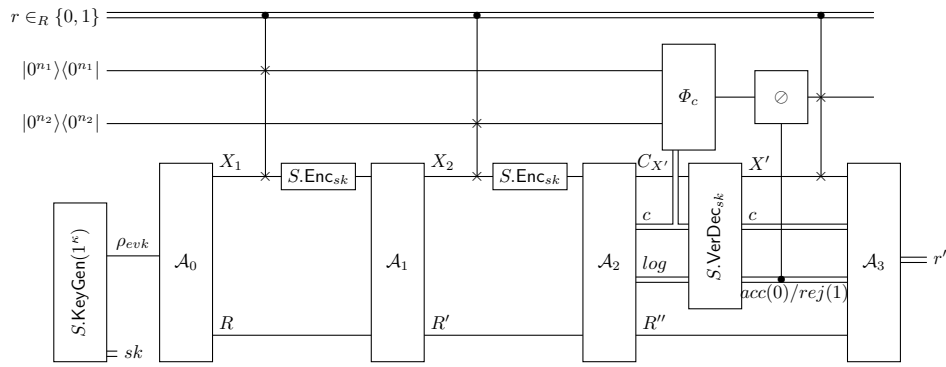 r ∈_R {0, 1}
|0^{n_1}⟩⟨0^{n_1}|
Φ_c
⊘
|0^{n_2}⟩⟨0^{n_2}|
X_1
X_2
C_{X'}
X'
S.Enc_{sk}
S.Enc_{sk}
c
c
S.KeyGen(1^κ)
ρ_{evk}
A_0
A_1
A_2
S.VerDec_{sk}
A_3
r'
log
acc(0)/rej(1)
R
R'
R''
sk